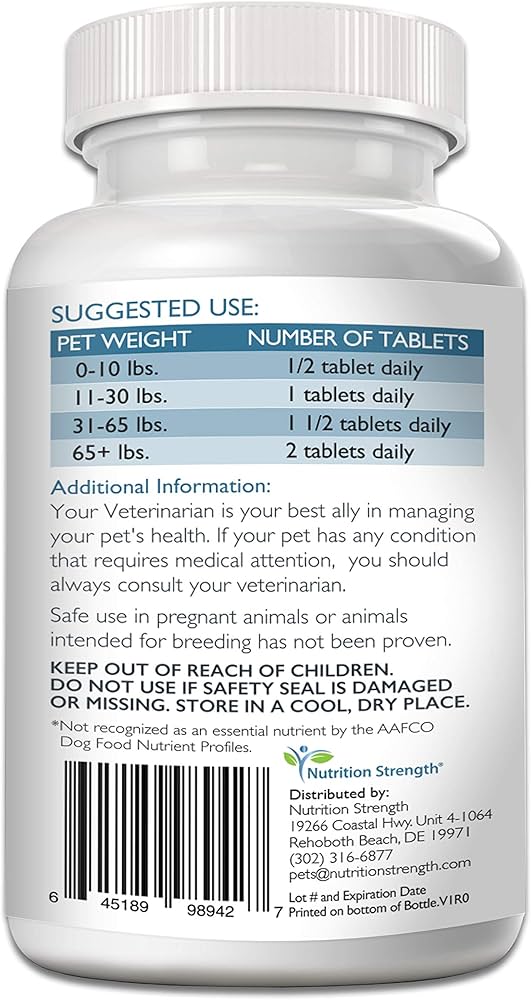 SUGGESTED USE:
PET WEIGHT NUMBER OF TABLETS
0-10 lbs. 1/2 tablet daily
11-30 lbs. 1 tablets daily
31-65 lbs. 1 1/2 tablets daily
65+ lbs. 2 tablets daily
Additional Information:
Your Veterinarian is your best ally in managing
your pet's health. If your pet has any condition
that requires medical attention, you should
always consult your veterinarian.
Safe use in pregnant animals or animals
intended for breeding has not been proven.
KEEP OUT OF REACH OF CHILDREN.
DO NOT USE IF SAFETY SEAL IS DAMAGED
OR MISSING. STORE IN A COOL, DRY PLACE.
*Not recognized as an essential nutrient by the AAFCO
Dog Food Nutrient Profiles.
Nutrition Strength®
Distributed by:
Nutrition Strength
19266 Coastal Hwy. Unit 4-1064
Rehoboth Beach, DE 19971
(302) 316-6877
pets@nutritionstrength.com
Lot # and Expiration Date
Printed on bottom of Bottle.V1R0
6 45189 98942 7